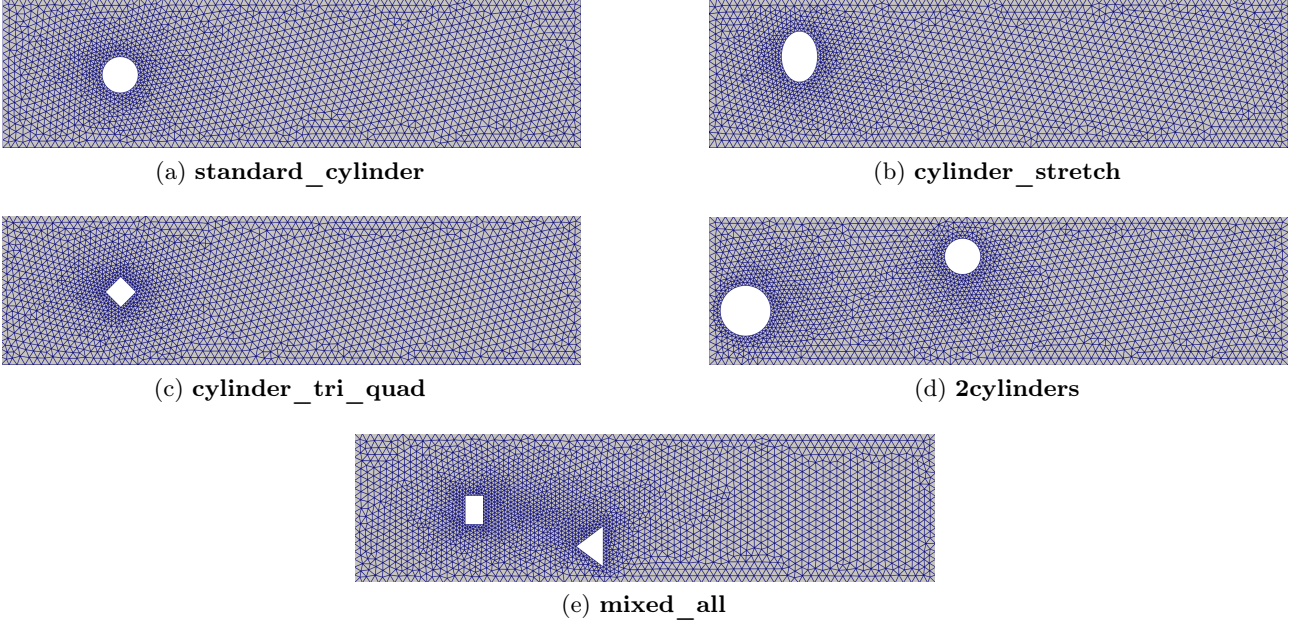 (a) standard_cylinder
(b) cylinder_stretch
(c) cylinder_tri_quad
(d) 2cylinders
(e) mixed_all